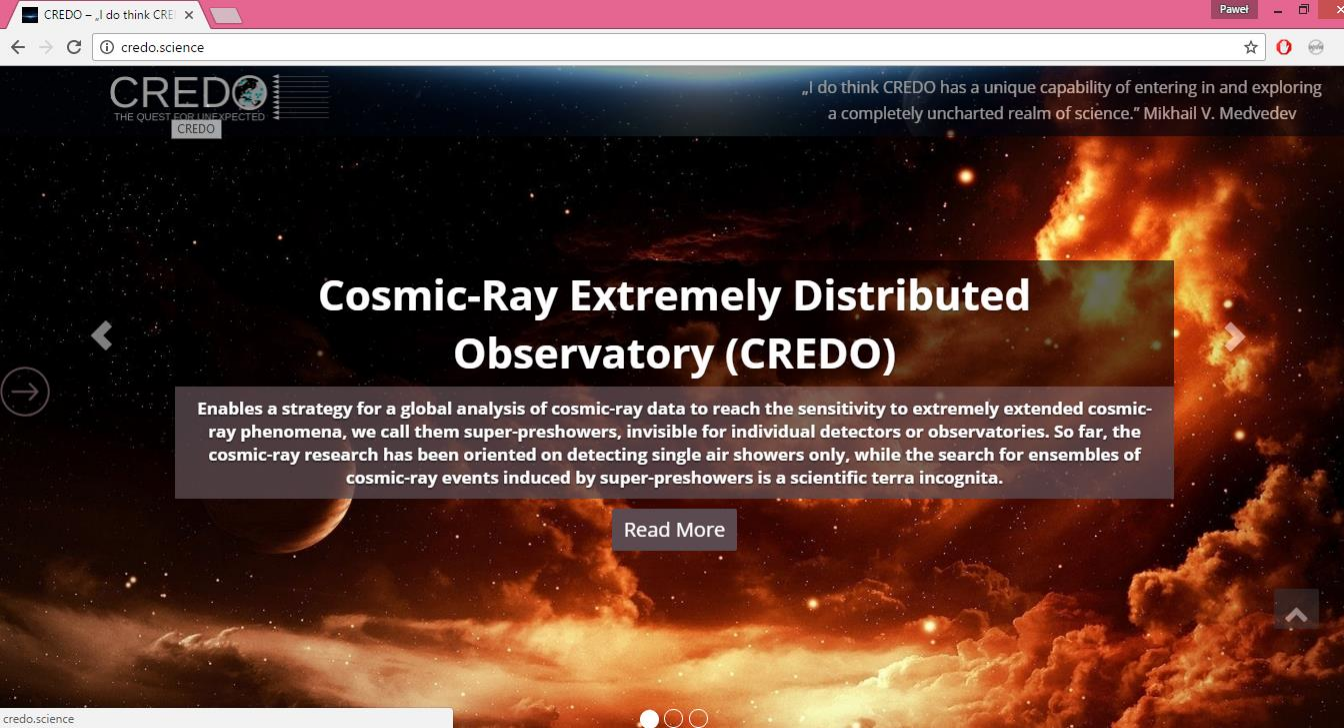 CREDO – „I do think CRE
Paweł
credo.science
CREDO
THE QUEST FOR UNEXPECTED
CREDO
„I do think CREDO has a unique capability of entering in and exploring
a completely uncharted realm of science.” Mikhail V. Medvedev
Cosmic-Ray Extremely Distributed
Observatory (CREDO)
Enables a strategy for a global analysis of cosmic-ray data to reach the sensitivity to extremely extended cosmic-
ray phenomena, we call them super-preshowers, invisible for individual detectors or observatories. So far, the
cosmic-ray research has been oriented on detecting single air showers only, while the search for ensembles of
cosmic-ray events induced by super-preshowers is a scientific terra incognita.
Read More
credo.science